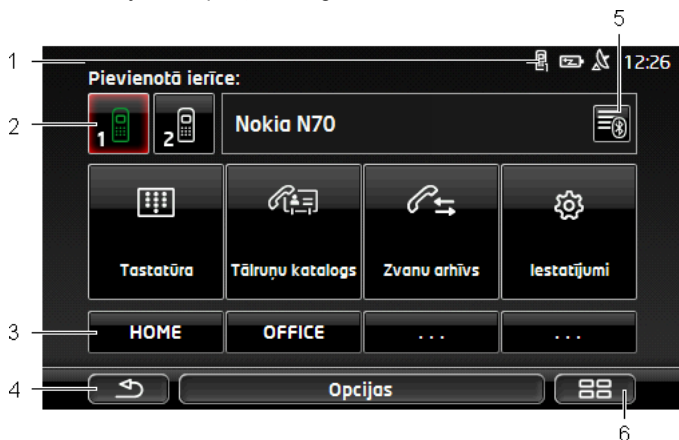 5
1
12:26
Pievienotā ierīce:
2
1
2
Nokia N70
Tastatūra
Tālruņu katalogs
Zvanu arhīvs
Iestatījumi
3
HOME
OFFICE
...
...
4
Opcijas
6